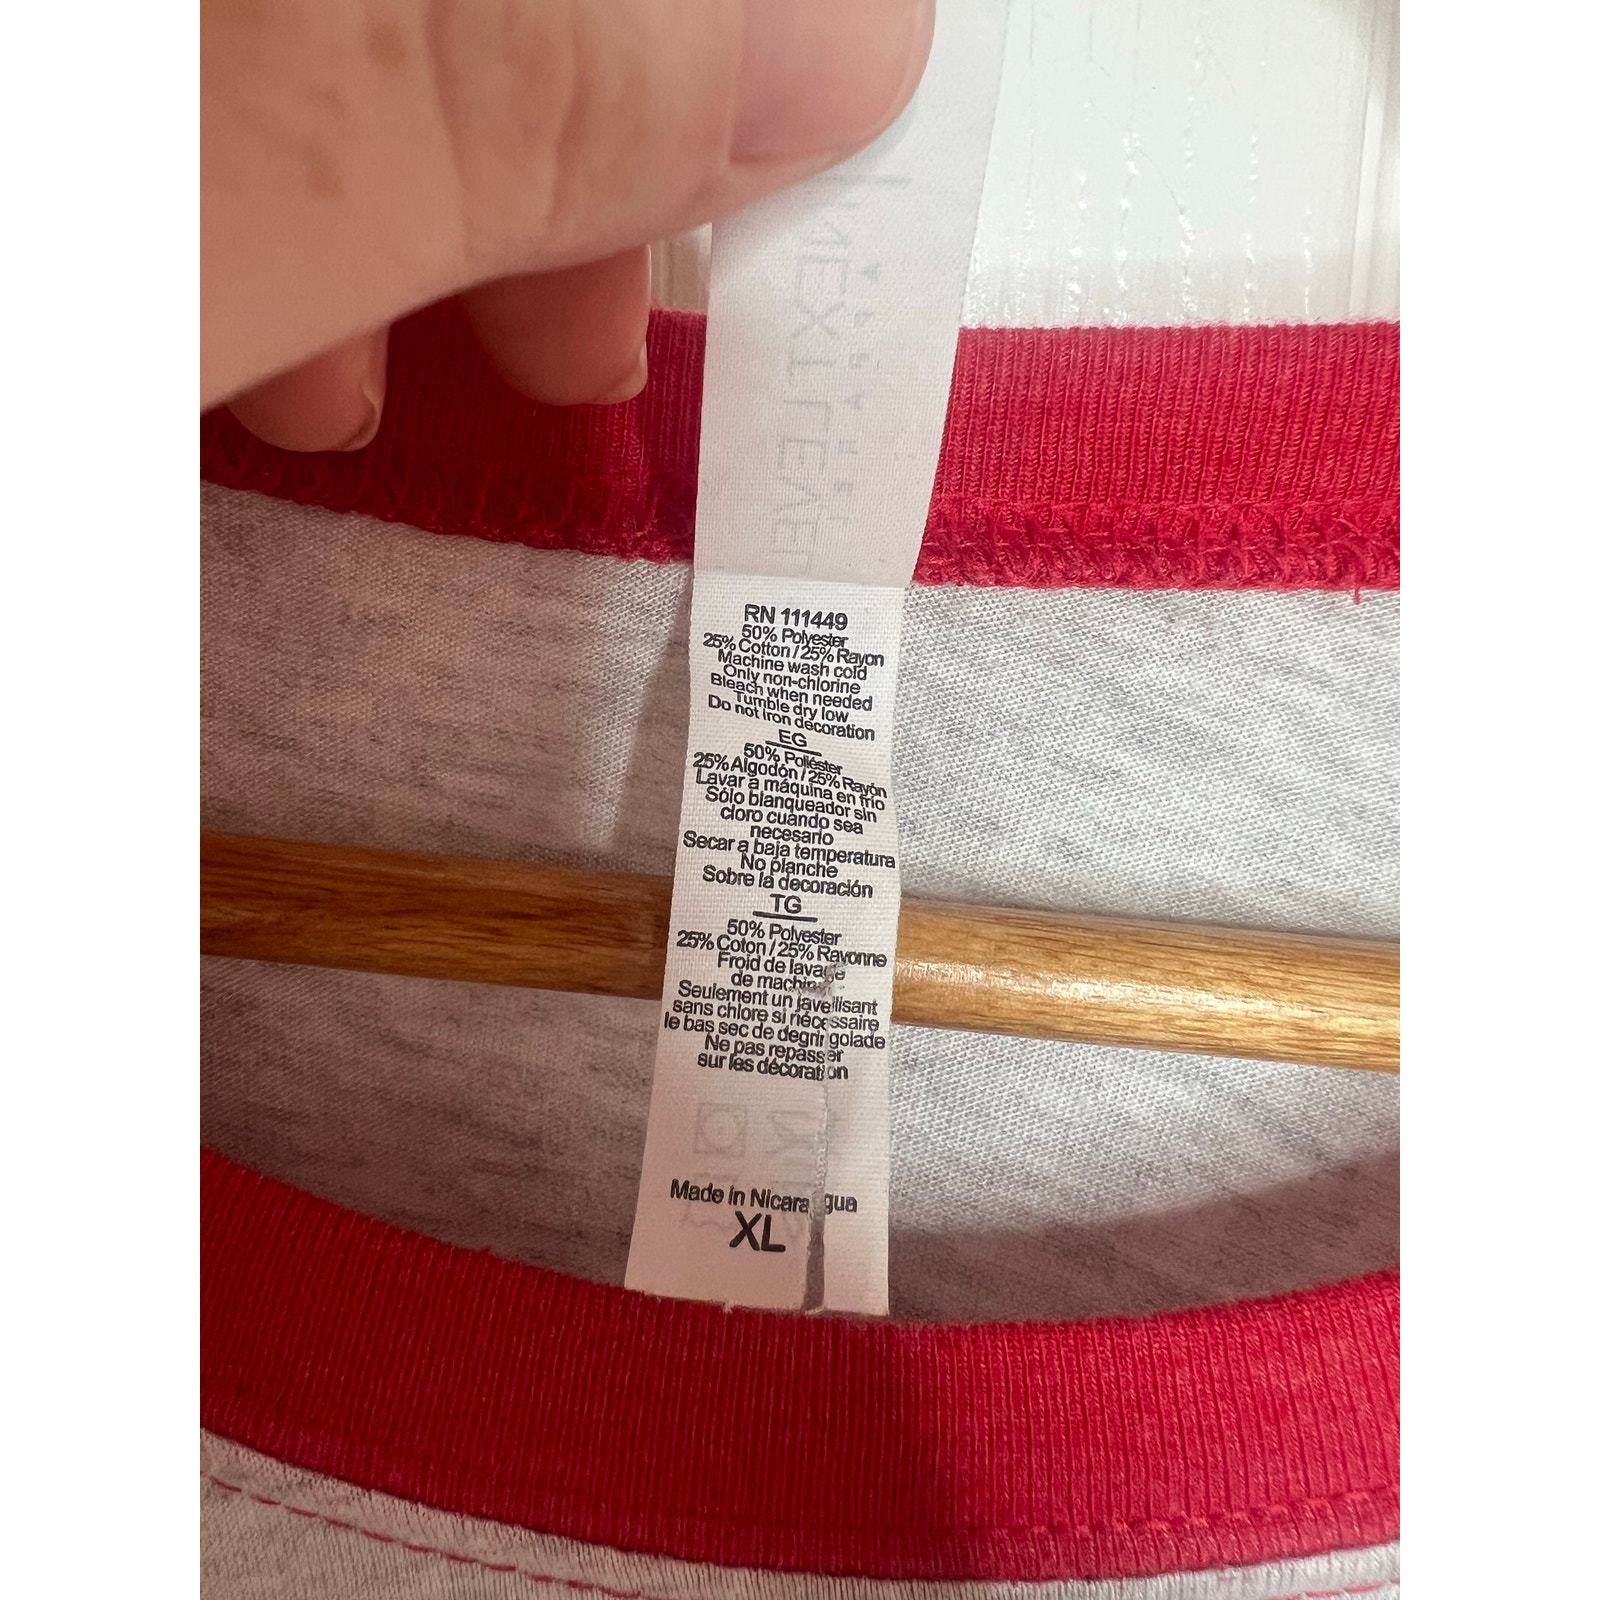 RN 111449
50% Polyester
25% Cotton / 25% Rayon
Machine wash cold
Only non-chlorine
Bleach when needed
Tumble dry low
Do not Iron decoration
EG
50% Poliéster
25% Algodón / 25% Rayón
Lavar a máquina en frio
Sólo blanqueador sin
cloro cuando sea
necesario
Secar a baja temperatura
No planche
Sobre la decoración
TG
50% Polyester
25% Coton / 25% Rayonne
Froid de lavage
de machine
Seulement un javellisant
sans chlore si nécessaire
le bas sec de degringolade
Ne pas repasser
sur les décoration
Made in Nicaragua
XL